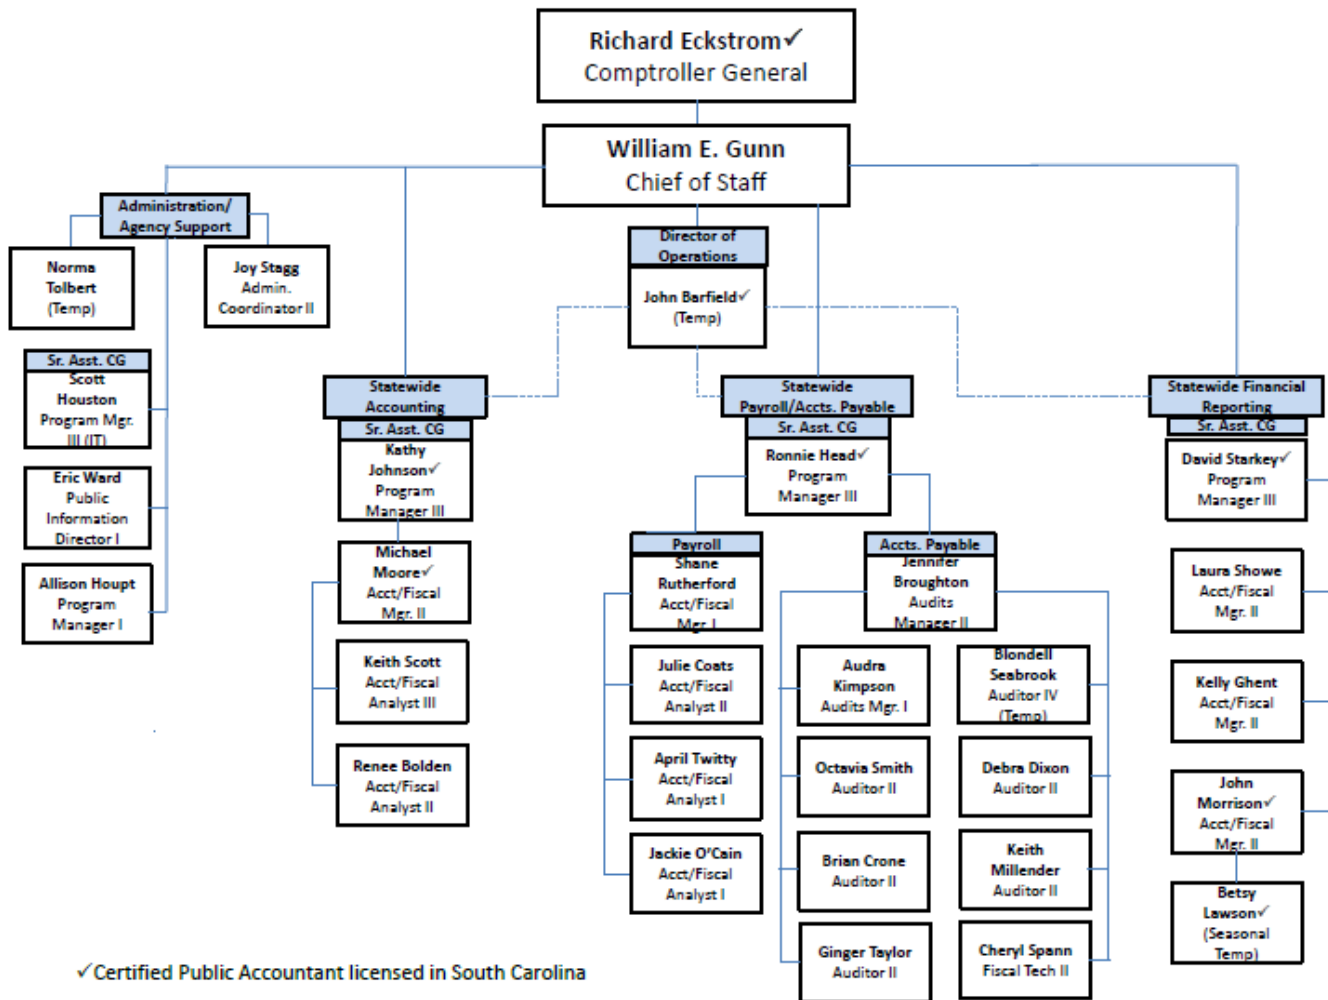 Richard Eckstrom✓
Comptroller General
William E. Gunn
Chief of Staff
Administration/
Agency Support
Norma
Tolbert
(Temp)
Joy Stagg
Admin.
Coordinator II
Director of
Operations
John Barfield✓
(Temp)
Sr. Asst. CG
Scott
Houston
Program Mgr.
III (IT)
Eric Ward
Public
Information
Director I
Allison Houpt
Program
Manager I
Statewide
Accounting
Sr. Asst. CG
Kathy
Johnson✓
Program
Manager III
Michael
Moore✓
Acct/Fiscal
Mgr. II
Keith Scott
Acct/Fiscal
Analyst III
Renee Bolden
Acct/Fiscal
Analyst II
Statewide
Payroll/Accts. Payable
Sr. Asst. CG
Ronnie Head✓
Program
Manager III
Payroll
Shane
Rutherford
Acct/Fiscal
Mgr. I
Julie Coats
Acct/Fiscal
Analyst II
April Twitty
Acct/Fiscal
Analyst I
Jackie O'Cain
Acct/Fiscal
Analyst I
Accts. Payable
Jennifer
Broughton
Audits
Manager II
Audra
Kimpson
Audits Mgr. I
Octavia Smith
Auditor II
Brian Crone
Auditor II
Ginger Taylor
Auditor II
Blondell
Seabrook
Auditor IV
(Temp)
Debra Dixon
Auditor II
Keith
Millender
Auditor II
Cheryl Spann
Fiscal Tech II
Statewide Financial
Reporting
Sr. Asst. CG
David Starkey✓
Program
Manager III
Laura Showe
Acct/Fiscal
Mgr. II
Kelly Ghent
Acct/Fiscal
Mgr. II
John
Morrison✓
Acct/Fiscal
Mgr. II
Betsy
Lawson✓
(Seasonal
Temp)
✓Certified Public Accountant licensed in South Carolina